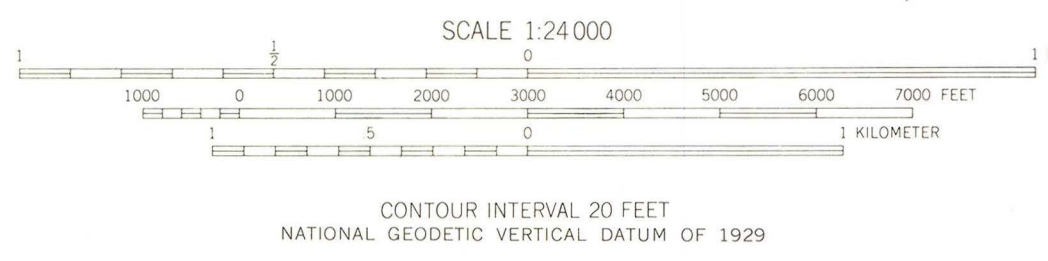 SCALE 1:24 000
1 1/2 0 1
1000 0 1000 2000 3000 4000 5000 6000 7000 FEET
1 5 0 1 KILOMETER
CONTOUR INTERVAL 20 FEET
NATIONAL GEODETIC VERTICAL DATUM OF 1929